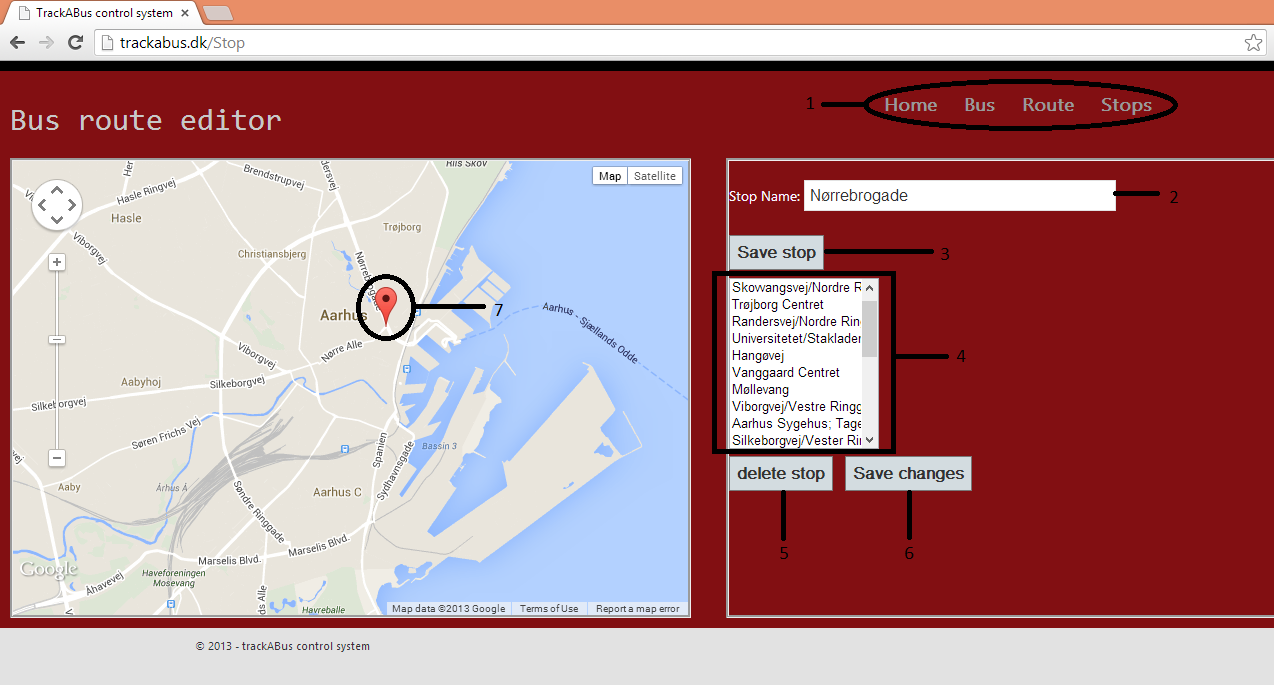 TrackABus control system
trackabus.dk/Stop
Bus route editor
1
Home Bus Route Stops
Map Satellite
Riis Skov
Brendstrupvej
Hasle Ringvej
Hasle
Trøjborg
Viborgvej
Christiansbjerg
Nørrebrogade
Aarhus
7
Aarhus - Sjællands Odde
Nørre Alle
Viborgvej
Silkeborgvej
Aabyhoj
Silkeborgvej
Søren Frichs Vej
Bassin 3
Spanien
Sydhavnsgade
Aaby
Århus Å
Søndre Ringgade
Aarhus C
Marselis Blvd.
Marselis Blvd.
Google
Åhavevej
Haveforeningen
Mosevang
Havreballe
Map data ©2013 Google Terms of Use Report a map error
Stop Name: Nørrebrogade
2
Save stop
3
Skowangsvej/Nordre R
Trøjborg Centret
Randersvej/Nordre Rin
Universitetet/Stakladen
Hangøvej
Vanggaard Centret
Møllevang
Viborgvej/Vestre Ringg
Aarhus Sygehus; Tage
Silkeborgvej/Vester Rin
4
delete stop Save changes
5 6
© 2013 - trackABus control system